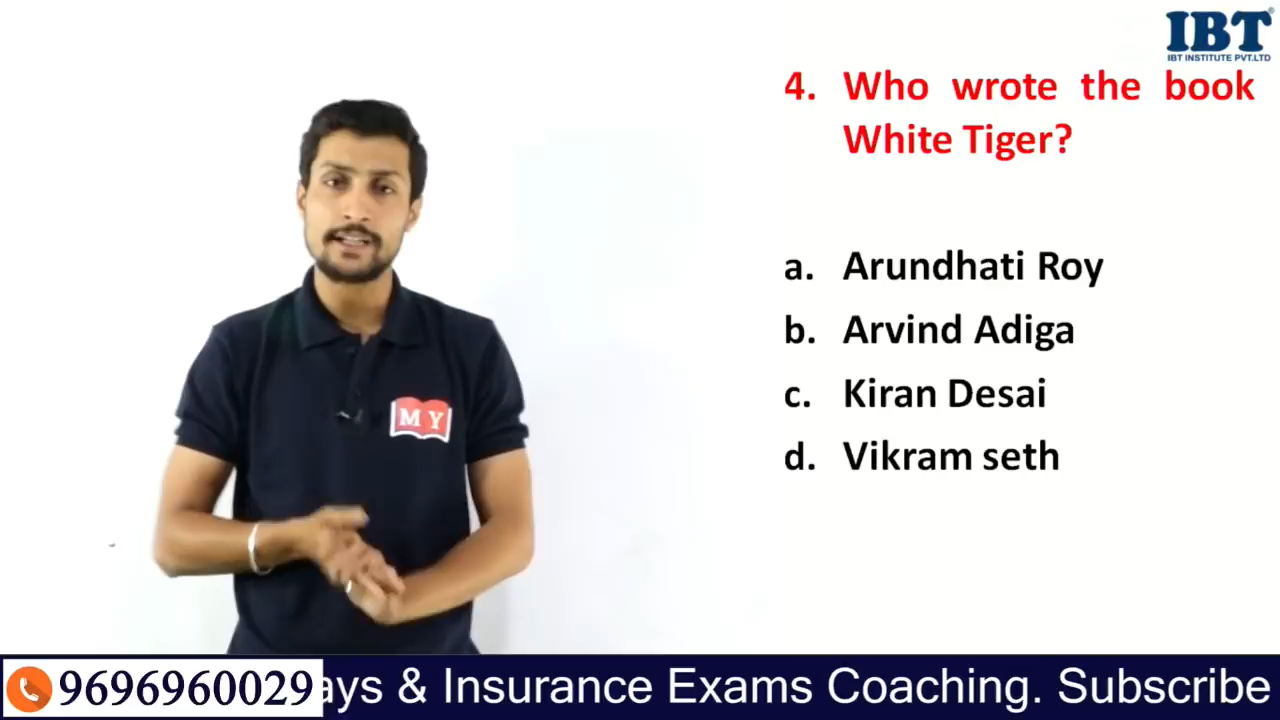 IBT
IBT INSTITUTE PVT.LTD
4. Who wrote the book
White Tiger?
a. Arundhati Roy
b. Arvind Adiga
c. Kiran Desai
d. Vikram seth
M Y
9696960029 ays & Insurance Exams Coaching. Subscribe